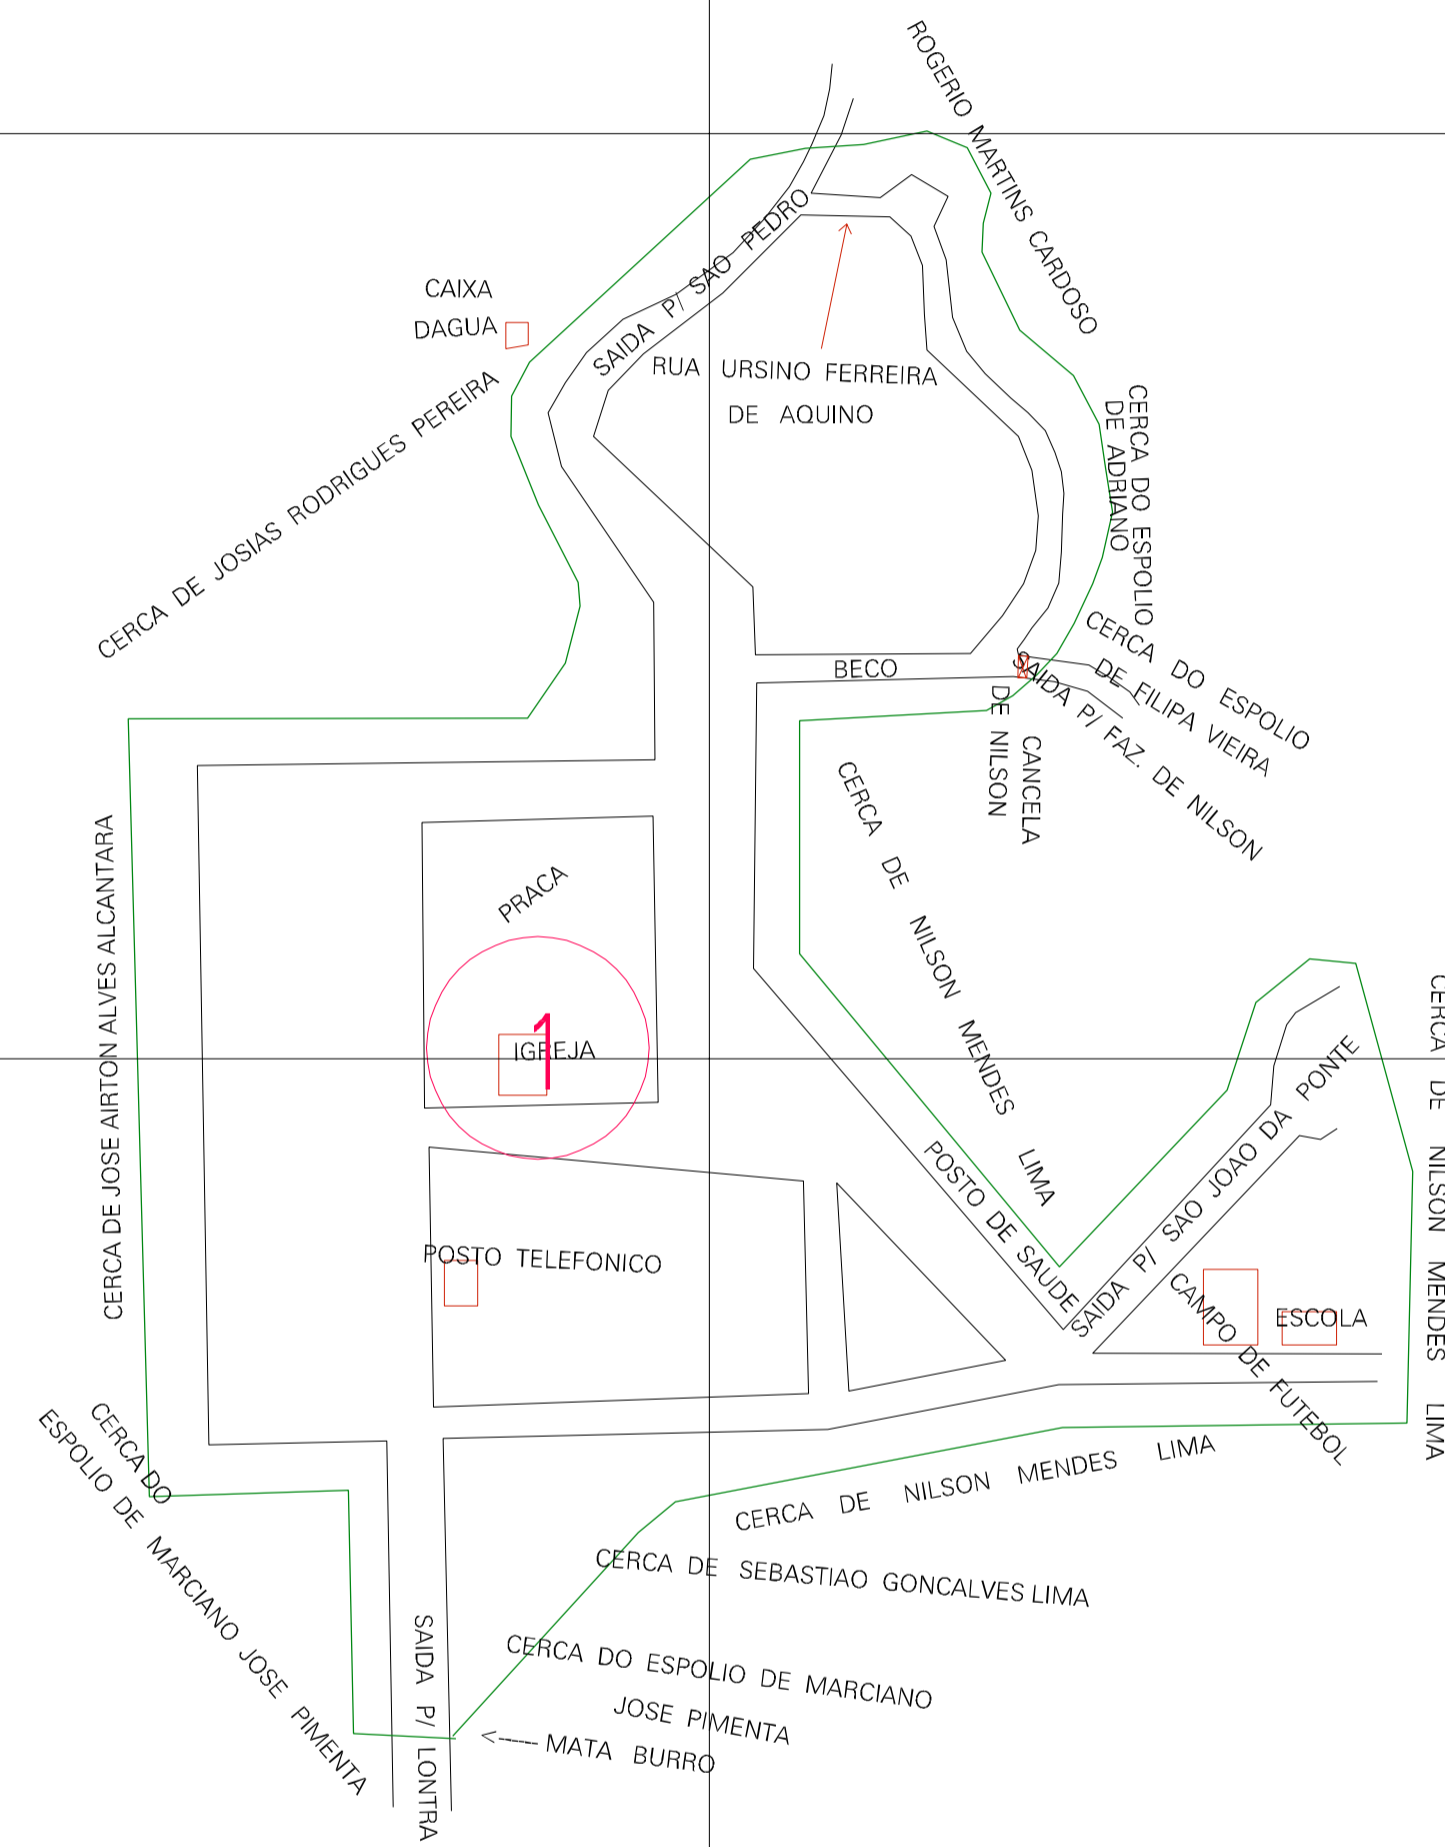 ROGERIO MARTINS CARDOSO
SAIDA P/ SAO PEDRO
CAIXA
DAGUA
RUA URSINO FERREIRA
DE AQUINO
CERCA DE JOSIAS RODRIGUES PEREIRA
CERCA DO ESPOLIO
DE ADRIANO
CERCA DO ESPOLIO
DE FILIPA VIEIRA
BECO
SAIDA P/ FAZ. DE NILSON
CANCELA
DE NILSON
CERCA DE NILSON MENDES LIMA
PRACA
CERCA DE JOSE AIRTON ALVES ALCANTARA
1
IGREJA
CERCA DE NILSON MENDES LIMA
POSTO DE SAUDE
SAIDA P/ SAO JOAO DA PONTE
POSTO TELEFONICO
CAMPO DE FUTEBOL
ESCOLA
CERCA DO
ESPOLIO DE MARCIANO JOSE PIMENTA
CERCA DE NILSON MENDES LIMA
CERCA DE SEBASTIAO GONCALVES LIMA
SAIDA P/ LONTRA
CERCA DO ESPOLIO DE MARCIANO
JOSE PIMENTA
<----- MATA BURRO